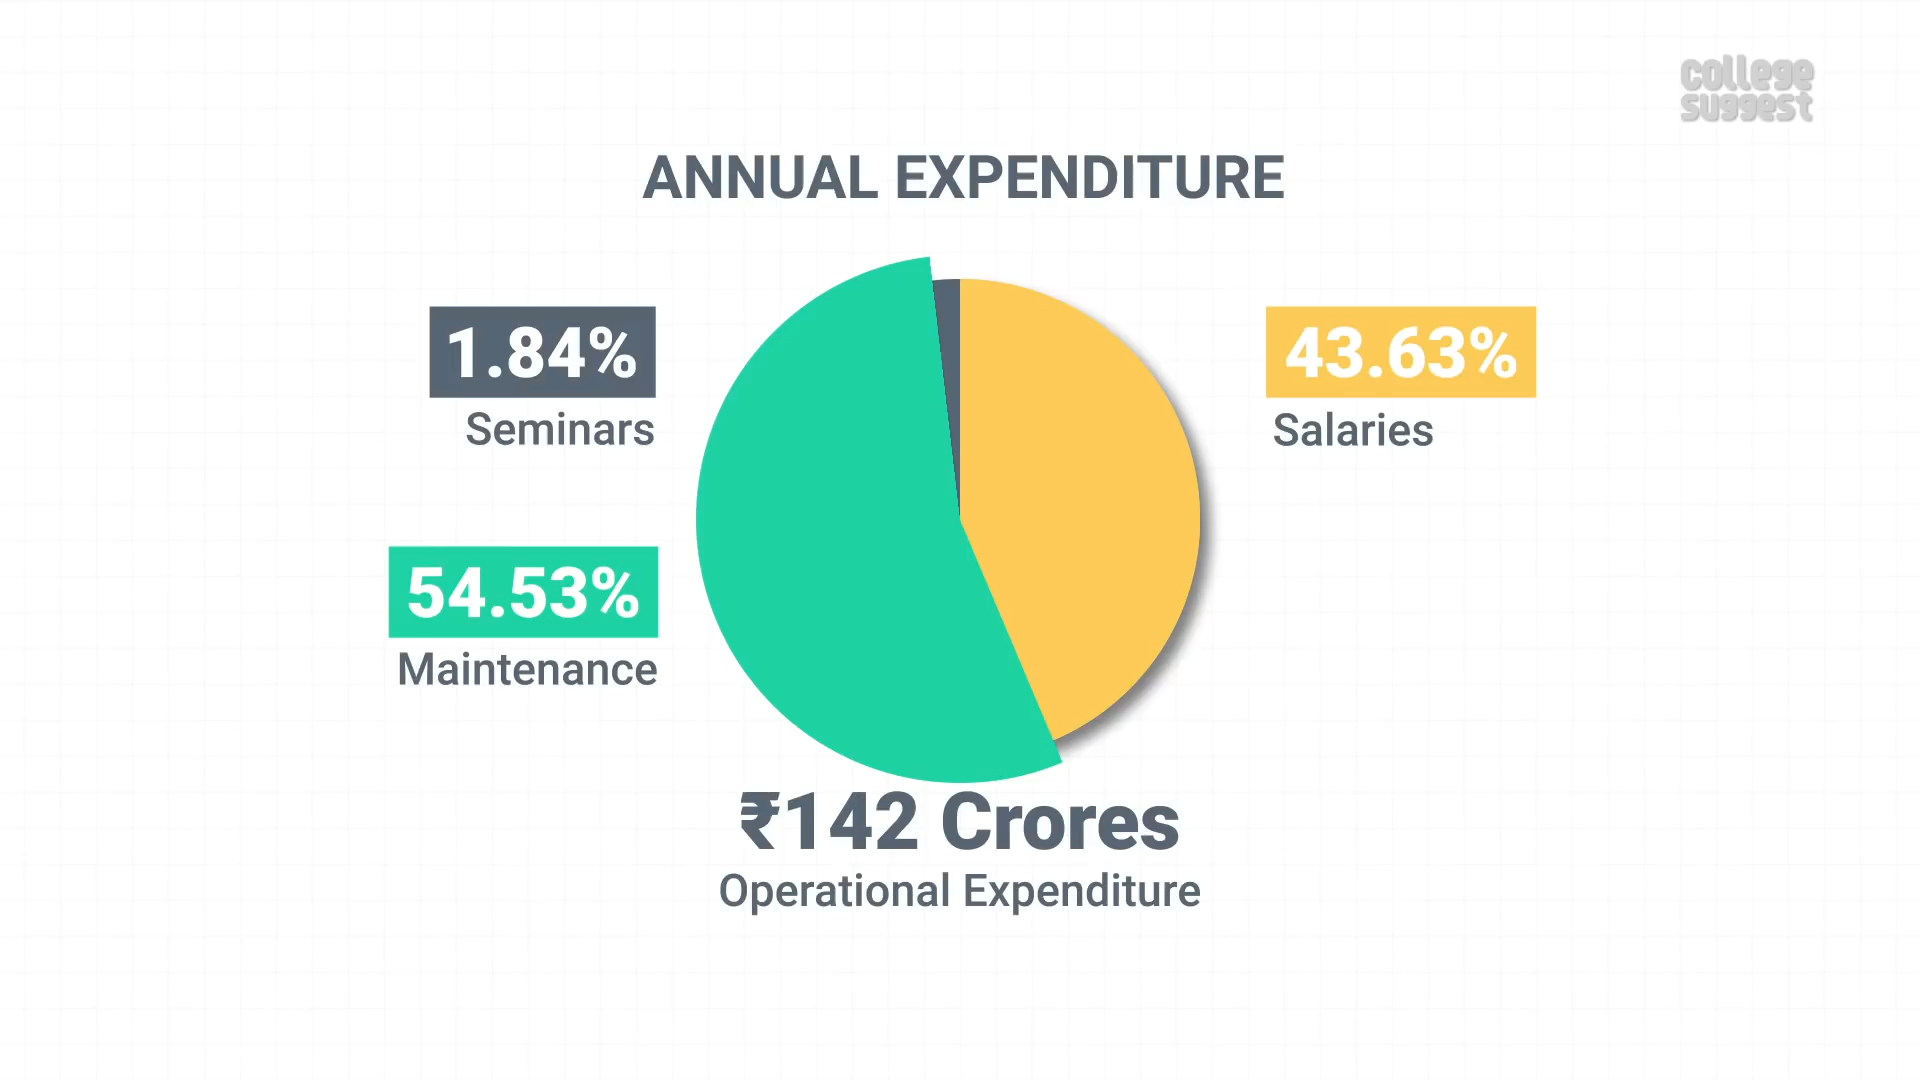 college
suggest
ANNUAL EXPENDITURE
1.84%
Seminars
43.63%
Salaries
54.53%
Maintenance
₹142 Crores
Operational Expenditure